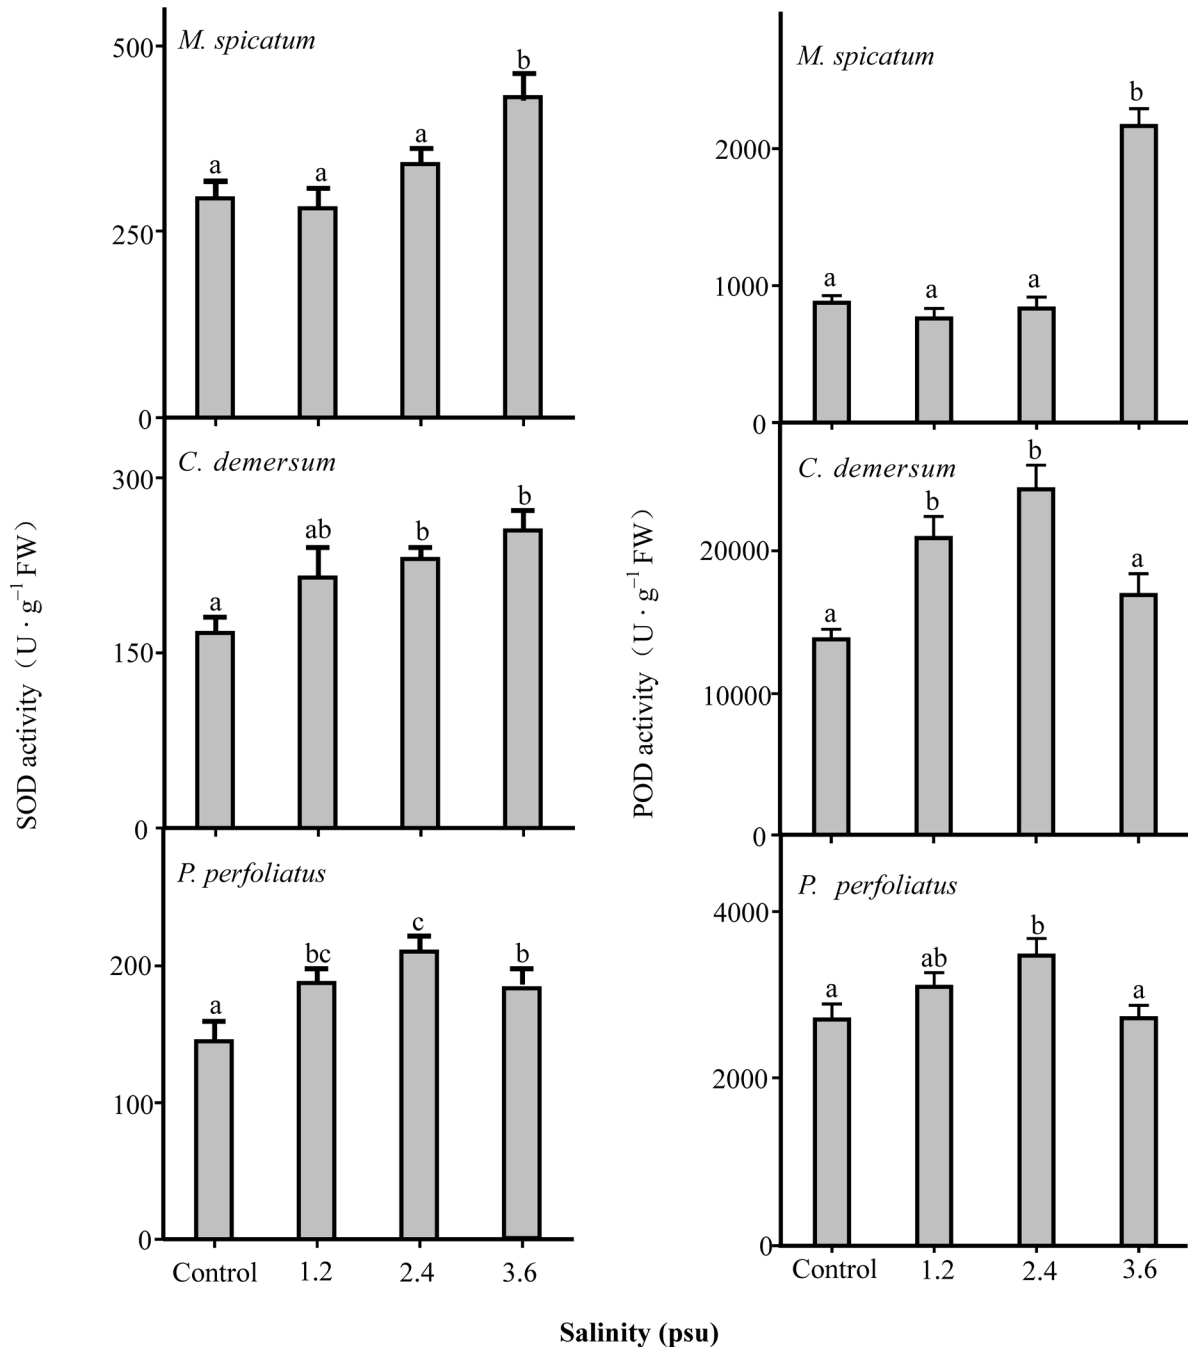 SOD activity（U · g⁻¹ FW）
M. spicatum
500
250
0
a
a
a
b
C. demersum
300
150
0
a
ab
b
b
P. perfoliatus
200
100
0
a
bc
c
b
Control 1.2 2.4 3.6
POD activity（U · g⁻¹ FW）
M. spicatum
2000
1000
0
a
a
a
b
C. demersum
20000
10000
0
a
b
b
a
P. perfoliatus
4000
2000
0
a
ab
b
a
Control 1.2 2.4 3.6
Salinity (psu)